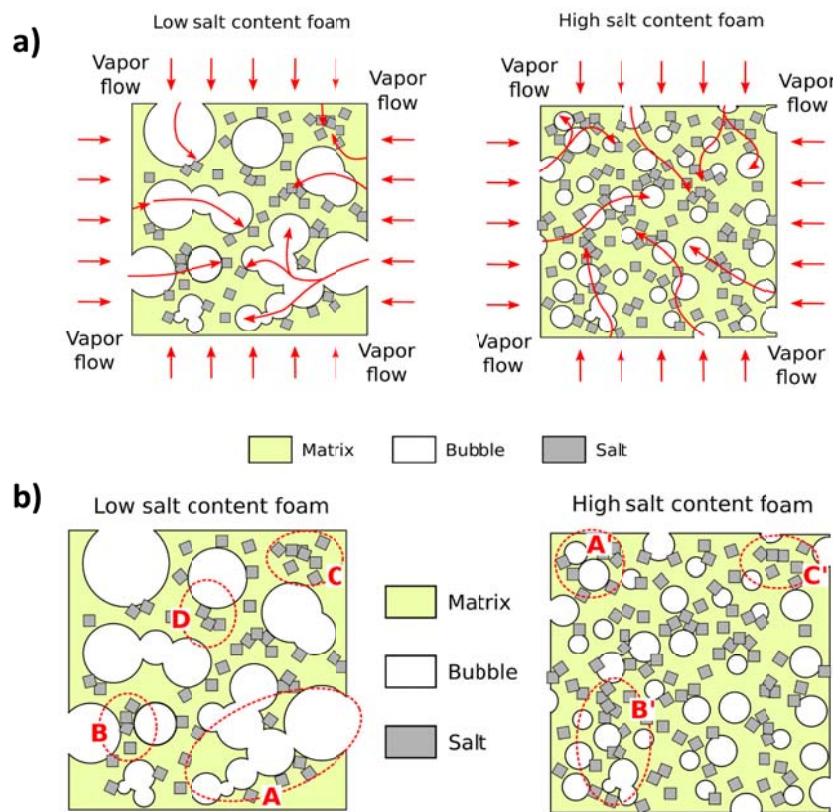 a)
Low salt content foam
High salt content foam
Vapor
flow
Vapor
flow
Vapor
flow
Vapor
flow
Vapor
flow
Vapor
flow
Vapor
flow
Vapor
flow
Matrix
Bubble
Salt
b)
Low salt content foam
High salt content foam
C
D
B
A
Matrix
Bubble
Salt
A'
C'
B'